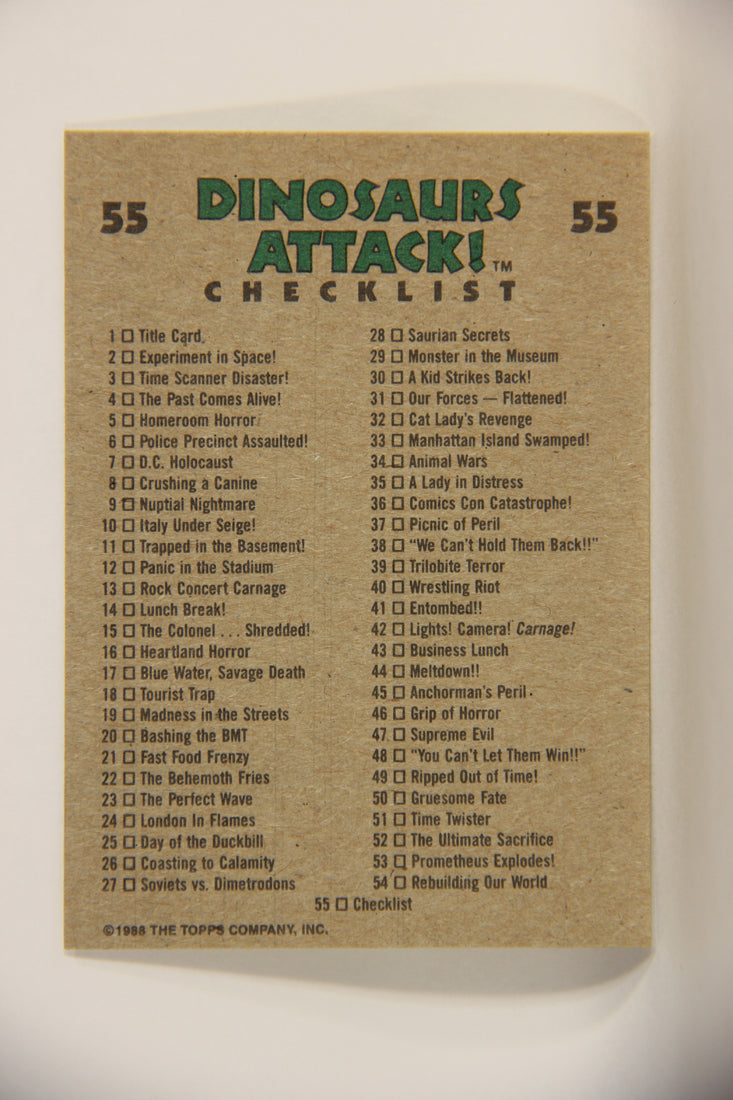 55 DINOSAURS 55
ATTACK! ™
CHECKLIST
1 ☐ Title Card
2 ☐ Experiment in Space!
3 ☐ Time Scanner Disaster!
4 ☐ The Past Comes Alive!
5 ☐ Homeroom Horror
6 ☐ Police Precinct Assaulted!
7 ☐ D.C. Holocaust
8 ☐ Crushing a Canine
9 ☐ Nuptial Nightmare
10 ☐ Italy Under Seige!
11 ☐ Trapped in the Basement!
12 ☐ Panic in the Stadium
13 ☐ Rock Concert Carnage
14 ☐ Lunch Break!
15 ☐ The Colonel . . . Shredded!
16 ☐ Heartland Horror
17 ☐ Blue Water, Savage Death
18 ☐ Tourist Trap
19 ☐ Madness in the Streets
20 ☐ Bashing the BMT
21 ☐ Fast Food Frenzy
22 ☐ The Behemoth Fries
23 ☐ The Perfect Wave
24 ☐ London In Flames
25 ☐ Day of the Duckbill
26 ☐ Coasting to Calamity
27 ☐ Soviets vs. Dimetrodons
28 ☐ Saurian Secrets
29 ☐ Monster in the Museum
30 ☐ A Kid Strikes Back!
31 ☐ Our Forces — Flattened!
32 ☐ Cat Lady's Revenge
33 ☐ Manhattan Island Swamped!
34 ☐ Animal Wars
35 ☐ A Lady in Distress
36 ☐ Comics Con Catastrophe!
37 ☐ Picnic of Peril
38 ☐ "We Can't Hold Them Back!!"
39 ☐ Trilobite Terror
40 ☐ Wrestling Riot
41 ☐ Entombed!!
42 ☐ Lights! Camera! Carnage!
43 ☐ Business Lunch
44 ☐ Meltdown!!
45 ☐ Anchorman's Peril
46 ☐ Grip of Horror
47 ☐ Supreme Evil
48 ☐ "You Can't Let Them Win!!"
49 ☐ Ripped Out of Time!
50 ☐ Gruesome Fate
51 ☐ Time Twister
52 ☐ The Ultimate Sacrifice
53 ☐ Prometheus Explodes!
54 ☐ Rebuilding Our World
55 ☐ Checklist
©1988 THE TOPPS COMPANY, INC.